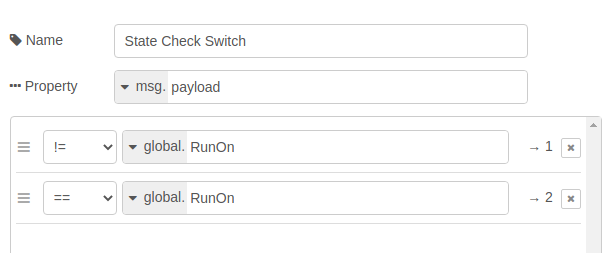 Name State Check Switch
Property msg. payload
!= global. RunOn → 1
== global. RunOn → 2